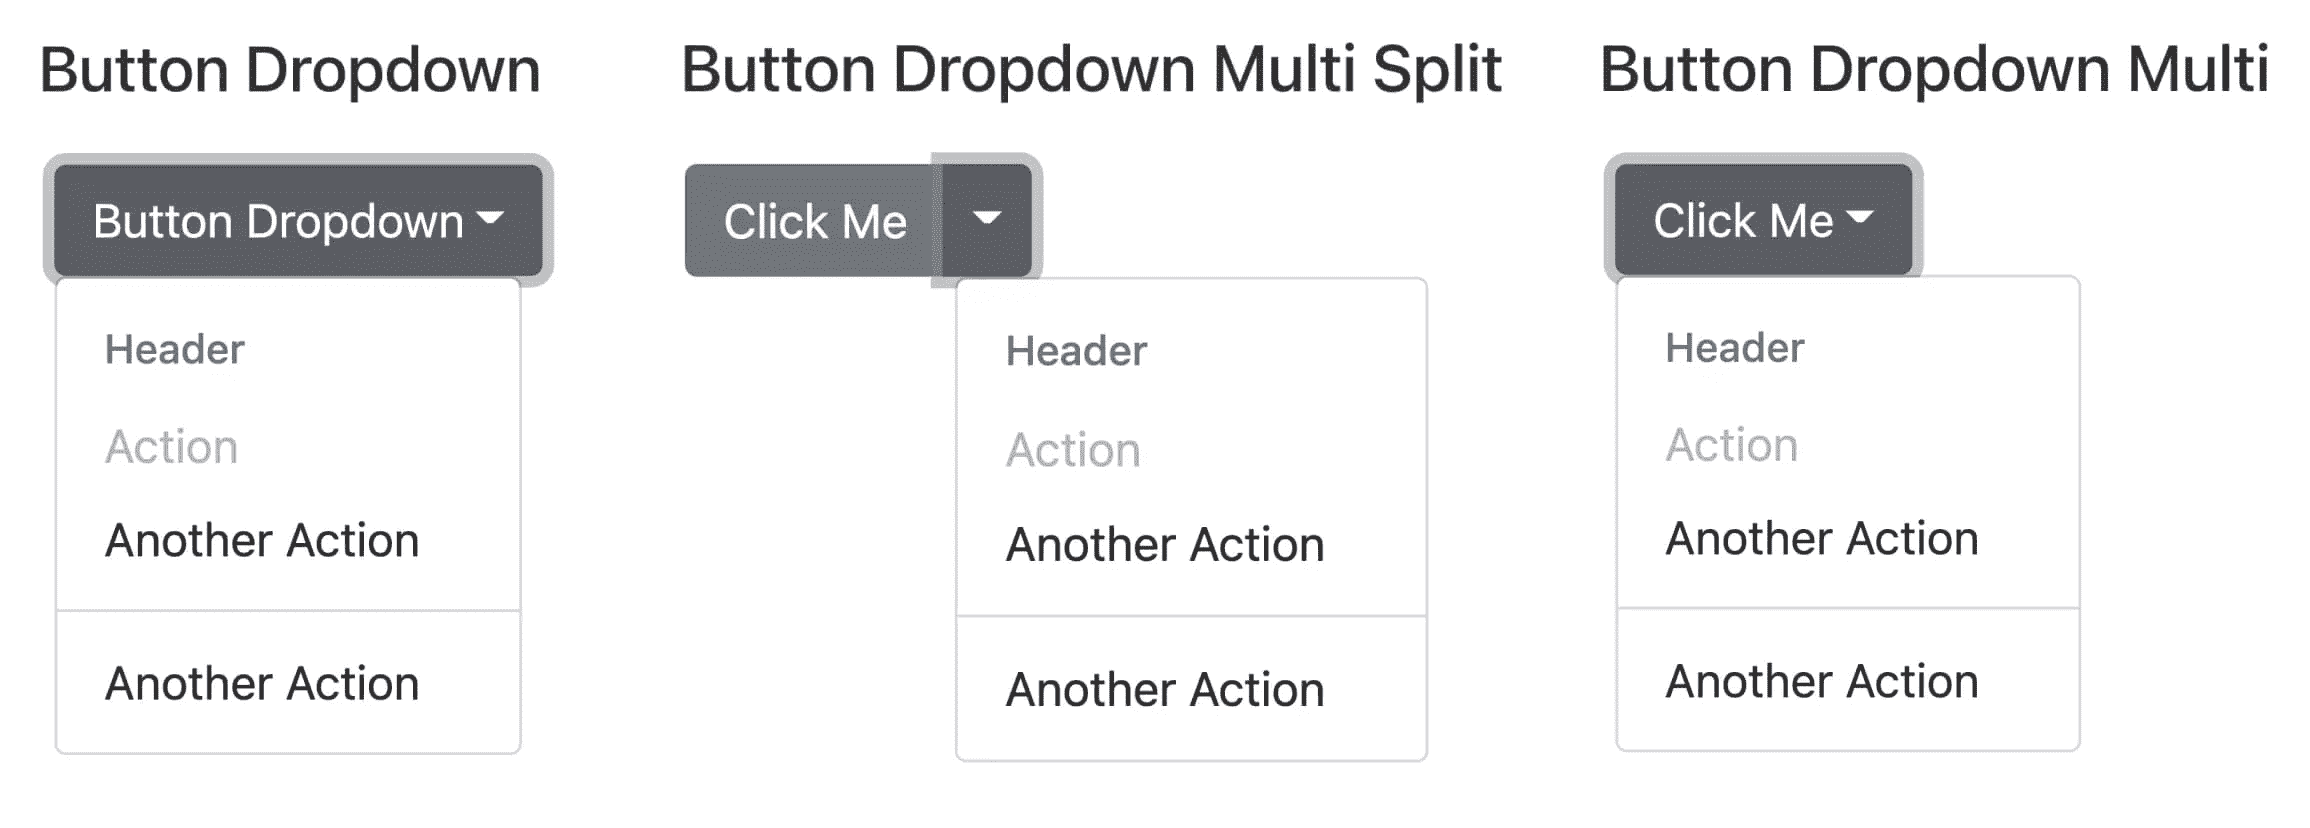 Button Dropdown
Button Dropdown
Header
Action
Another Action
Another Action
Button Dropdown Multi Split
Click Me
Header
Action
Another Action
Another Action
Button Dropdown Multi
Click Me
Header
Action
Another Action
Another Action